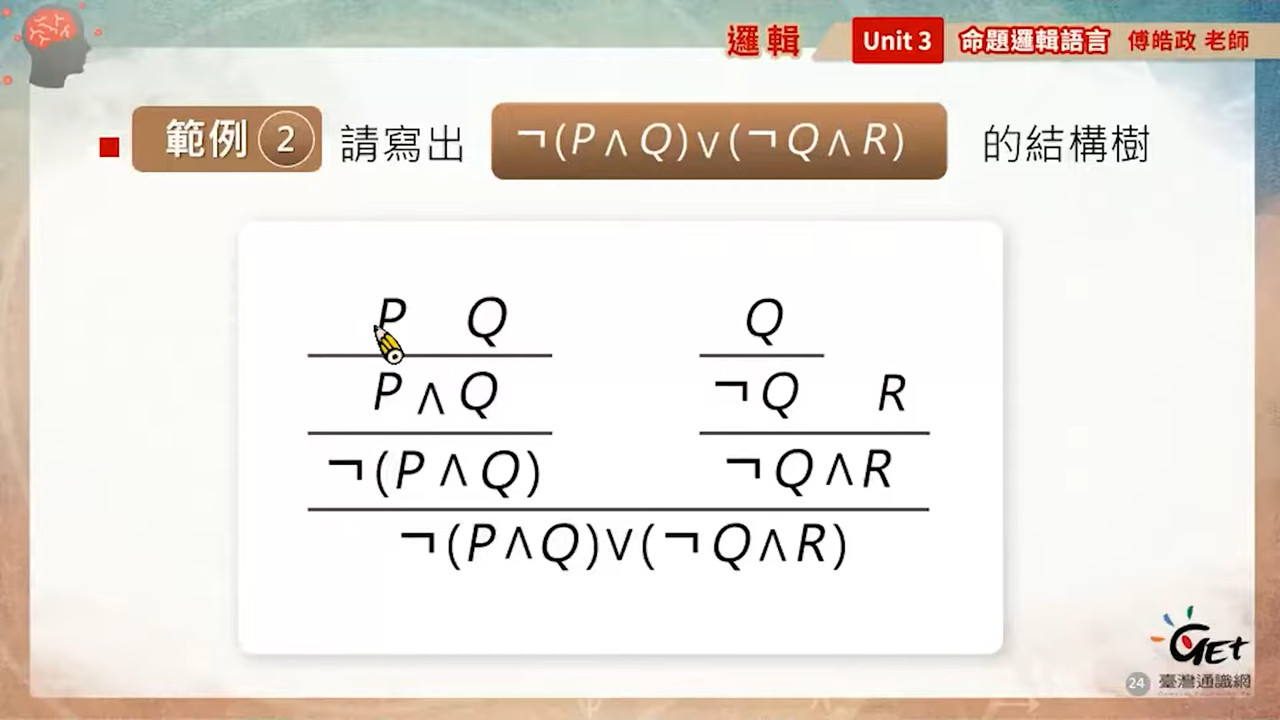 邏輯 Unit 3 命題邏輯語言 傅皓政 老師
範例 2 請寫出 ¬(P∧Q)∨(¬Q∧R) 的結構樹
P Q Q
P∧Q ¬Q R
¬(P∧Q) ¬Q∧R
¬(P∧Q)∨(¬Q∧R)
GET
24 臺灣通識網